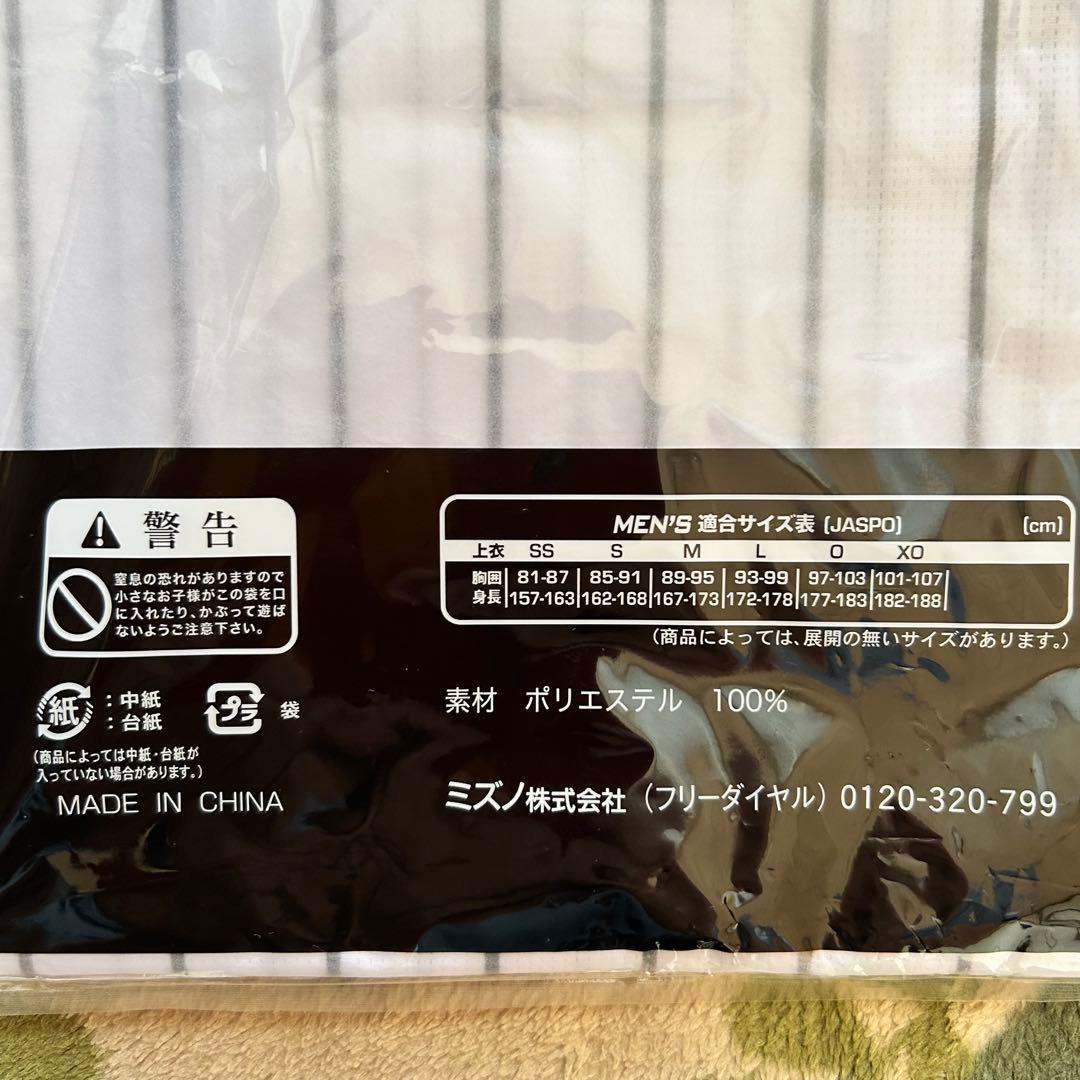 警告
窒息の恐れがありますので
小さなお子様がこの袋を口
に入れたり、かぶって遊ば
ないようご注意下さい。
紙 :中紙
:台紙
プラ 袋
(商品によっては中紙・台紙が
入っていない場合があります。)
MADE IN CHINA
MEN'S 適合サイズ表 [JASPO] [cm]
上衣 SS S M L O XO
胸囲 81-87 85-91 89-95 93-99 97-103 101-107
身長 157-163 162-168 167-173 172-178 177-183 182-188
(商品によっては、展開の無いサイズがあります。)
素材 ポリエステル 100%
ミズノ株式会社 (フリーダイヤル) 0120-320-799